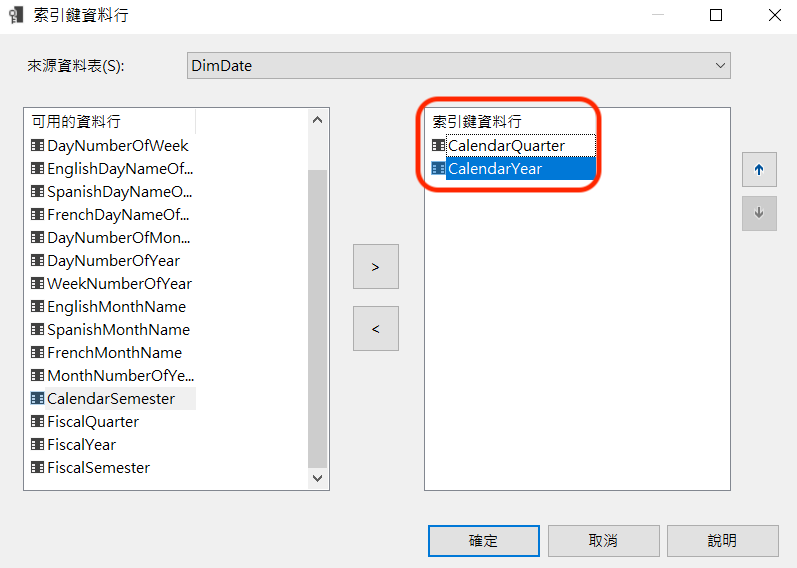 索引鍵資料行
來源資料表(S):
DimDate
可用的資料行
DayNumberOfWeek
EnglishDayNameOf...
SpanishDayNameO...
FrenchDayNameOf...
DayNumberOfMon...
DayNumberOfYear
WeekNumberOfYear
EnglishMonthName
SpanishMonthName
FrenchMonthName
MonthNumberOfYe...
CalendarSemester
FiscalQuarter
FiscalYear
FiscalSemester
>
<
索引鍵資料行
CalendarQuarter
CalendarYear
確定
取消
說明